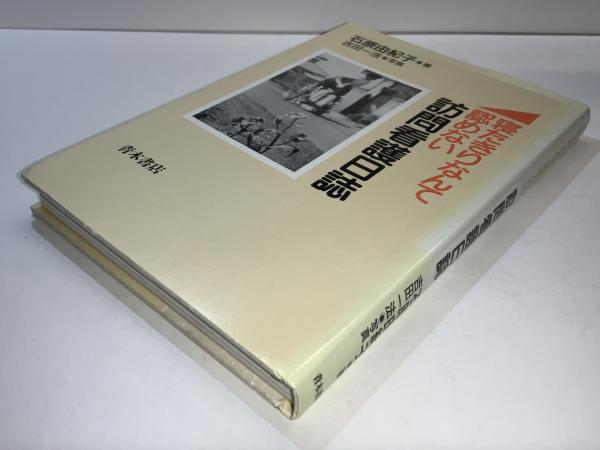 寝たきりなんて
認めない
訪問看護日誌
石原由紀子●著
吉田一法●写真
青木書店
訪問看護日誌
吉田一法●写真